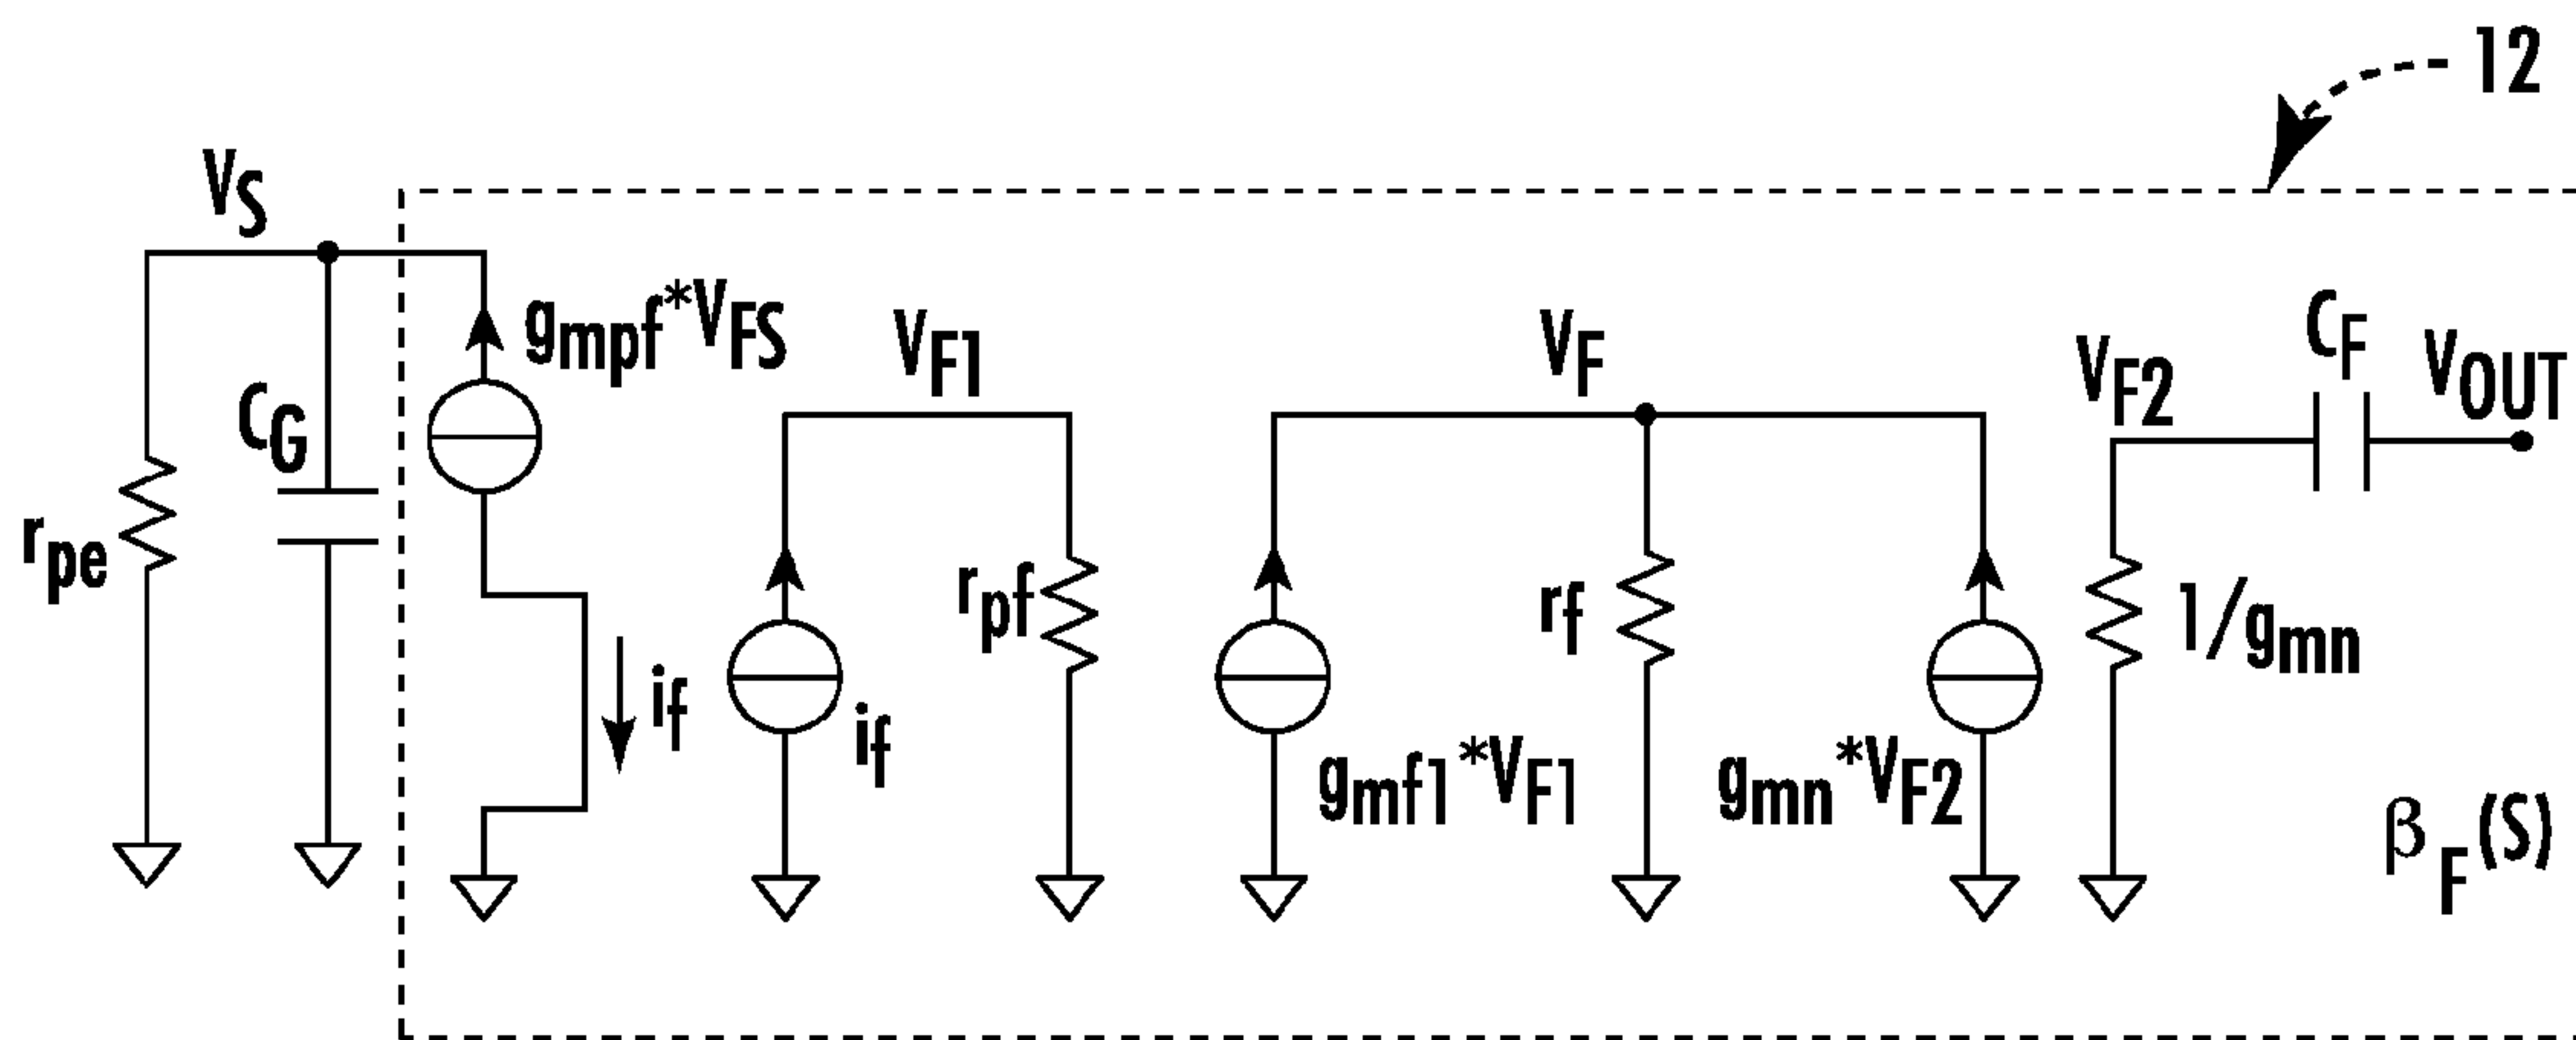 12
VS
gmpf*VFS
VF1
VF
CF
VF2
VOUT
CG
rpe
rpf
rf
1/gmn
if
if
gmf1*VF1
gmn*VF2
βF(S)